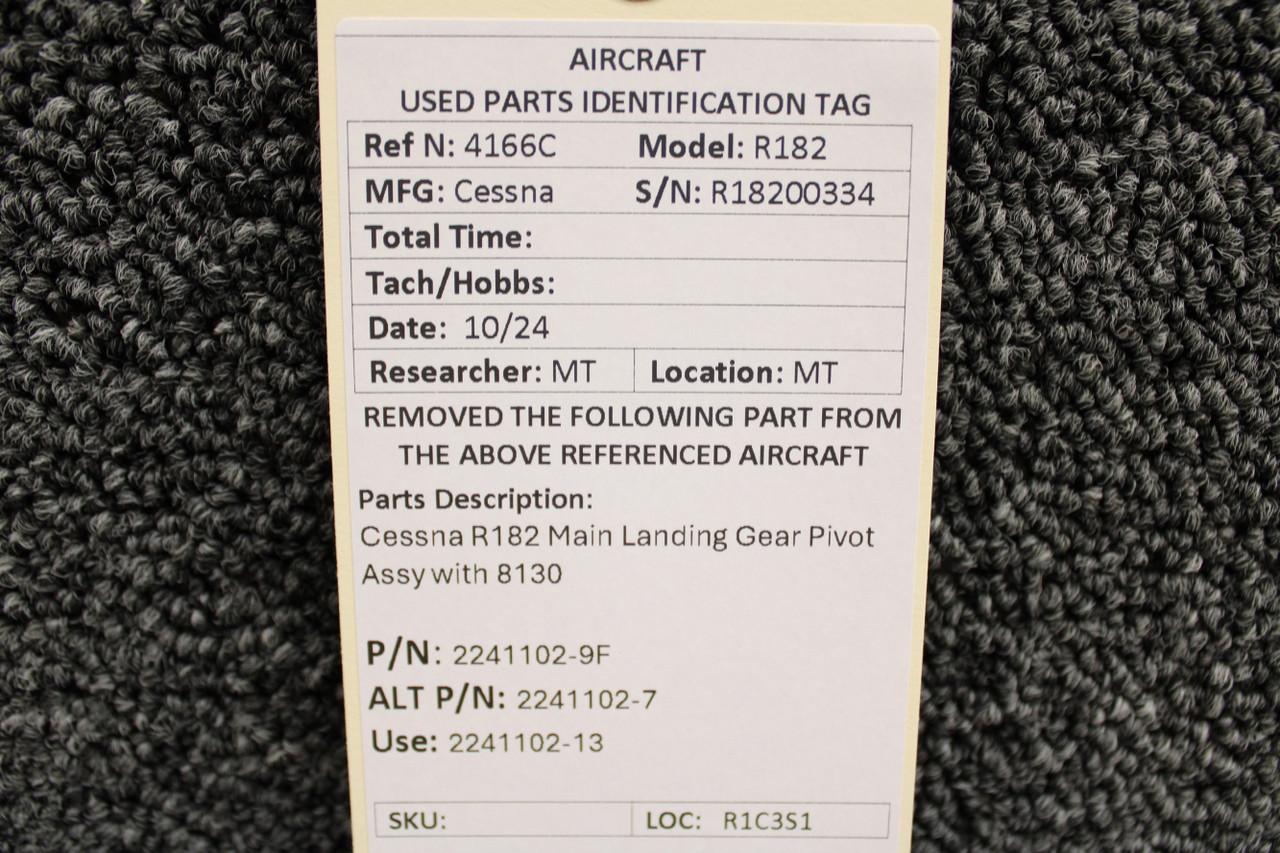 AIRCRAFT
USED PARTS IDENTIFICATION TAG
Ref N: 4166C Model: R182
MFG: Cessna S/N: R18200334
Total Time:
Tach/Hobbs:
Date: 10/24
Researcher: MT Location: MT
REMOVED THE FOLLOWING PART FROM
THE ABOVE REFERENCED AIRCRAFT
Parts Description:
Cessna R182 Main Landing Gear Pivot
Assy with 8130
P/N: 2241102-9F
ALT P/N: 2241102-7
Use: 2241102-13
SKU: LOC: R1C3S1